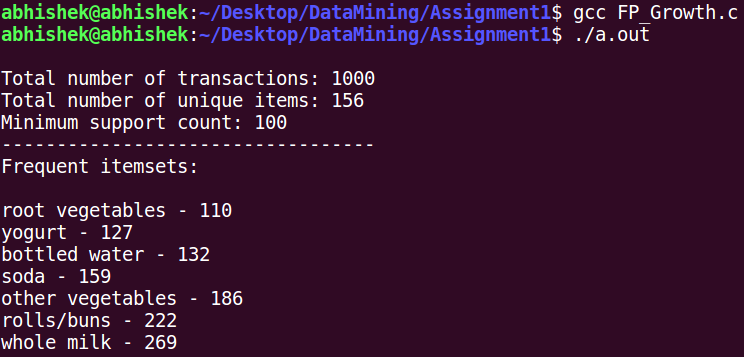 abhishek@abhishek:~/Desktop/DataMining/Assignment1$ gcc FP_Growth.c
abhishek@abhishek:~/Desktop/DataMining/Assignment1$ ./a.out
Total number of transactions: 1000
Total number of unique items: 156
Minimum support count: 100
----------------------------------
Frequent itemsets:
root vegetables - 110
yogurt - 127
bottled water - 132
soda - 159
other vegetables - 186
rolls/buns - 222
whole milk - 269